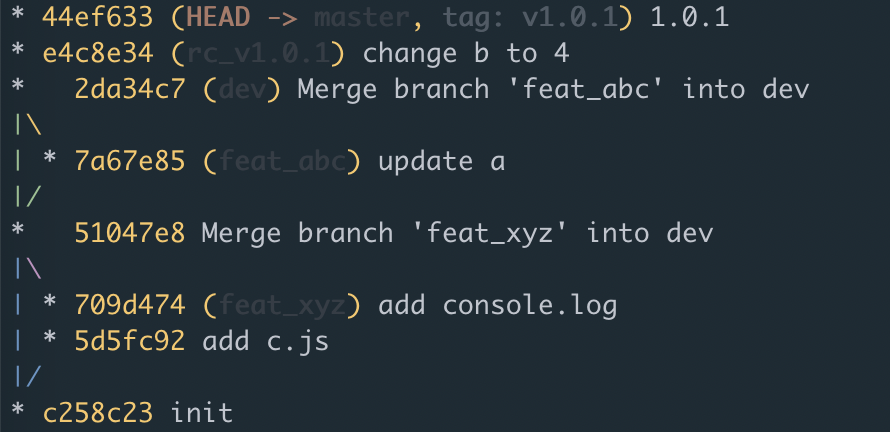 * 44ef633 (HEAD -> master, tag: v1.0.1) 1.0.1
* e4c8e34 (rc_v1.0.1) change b to 4
*   2da34c7 (dev) Merge branch 'feat_abc' into dev
|\
| * 7a67e85 (feat_abc) update a
|/
*   51047e8 Merge branch 'feat_xyz' into dev
|\
| * 709d474 (feat_xyz) add console.log
| * 5d5fc92 add c.js
|/
* c258c23 init